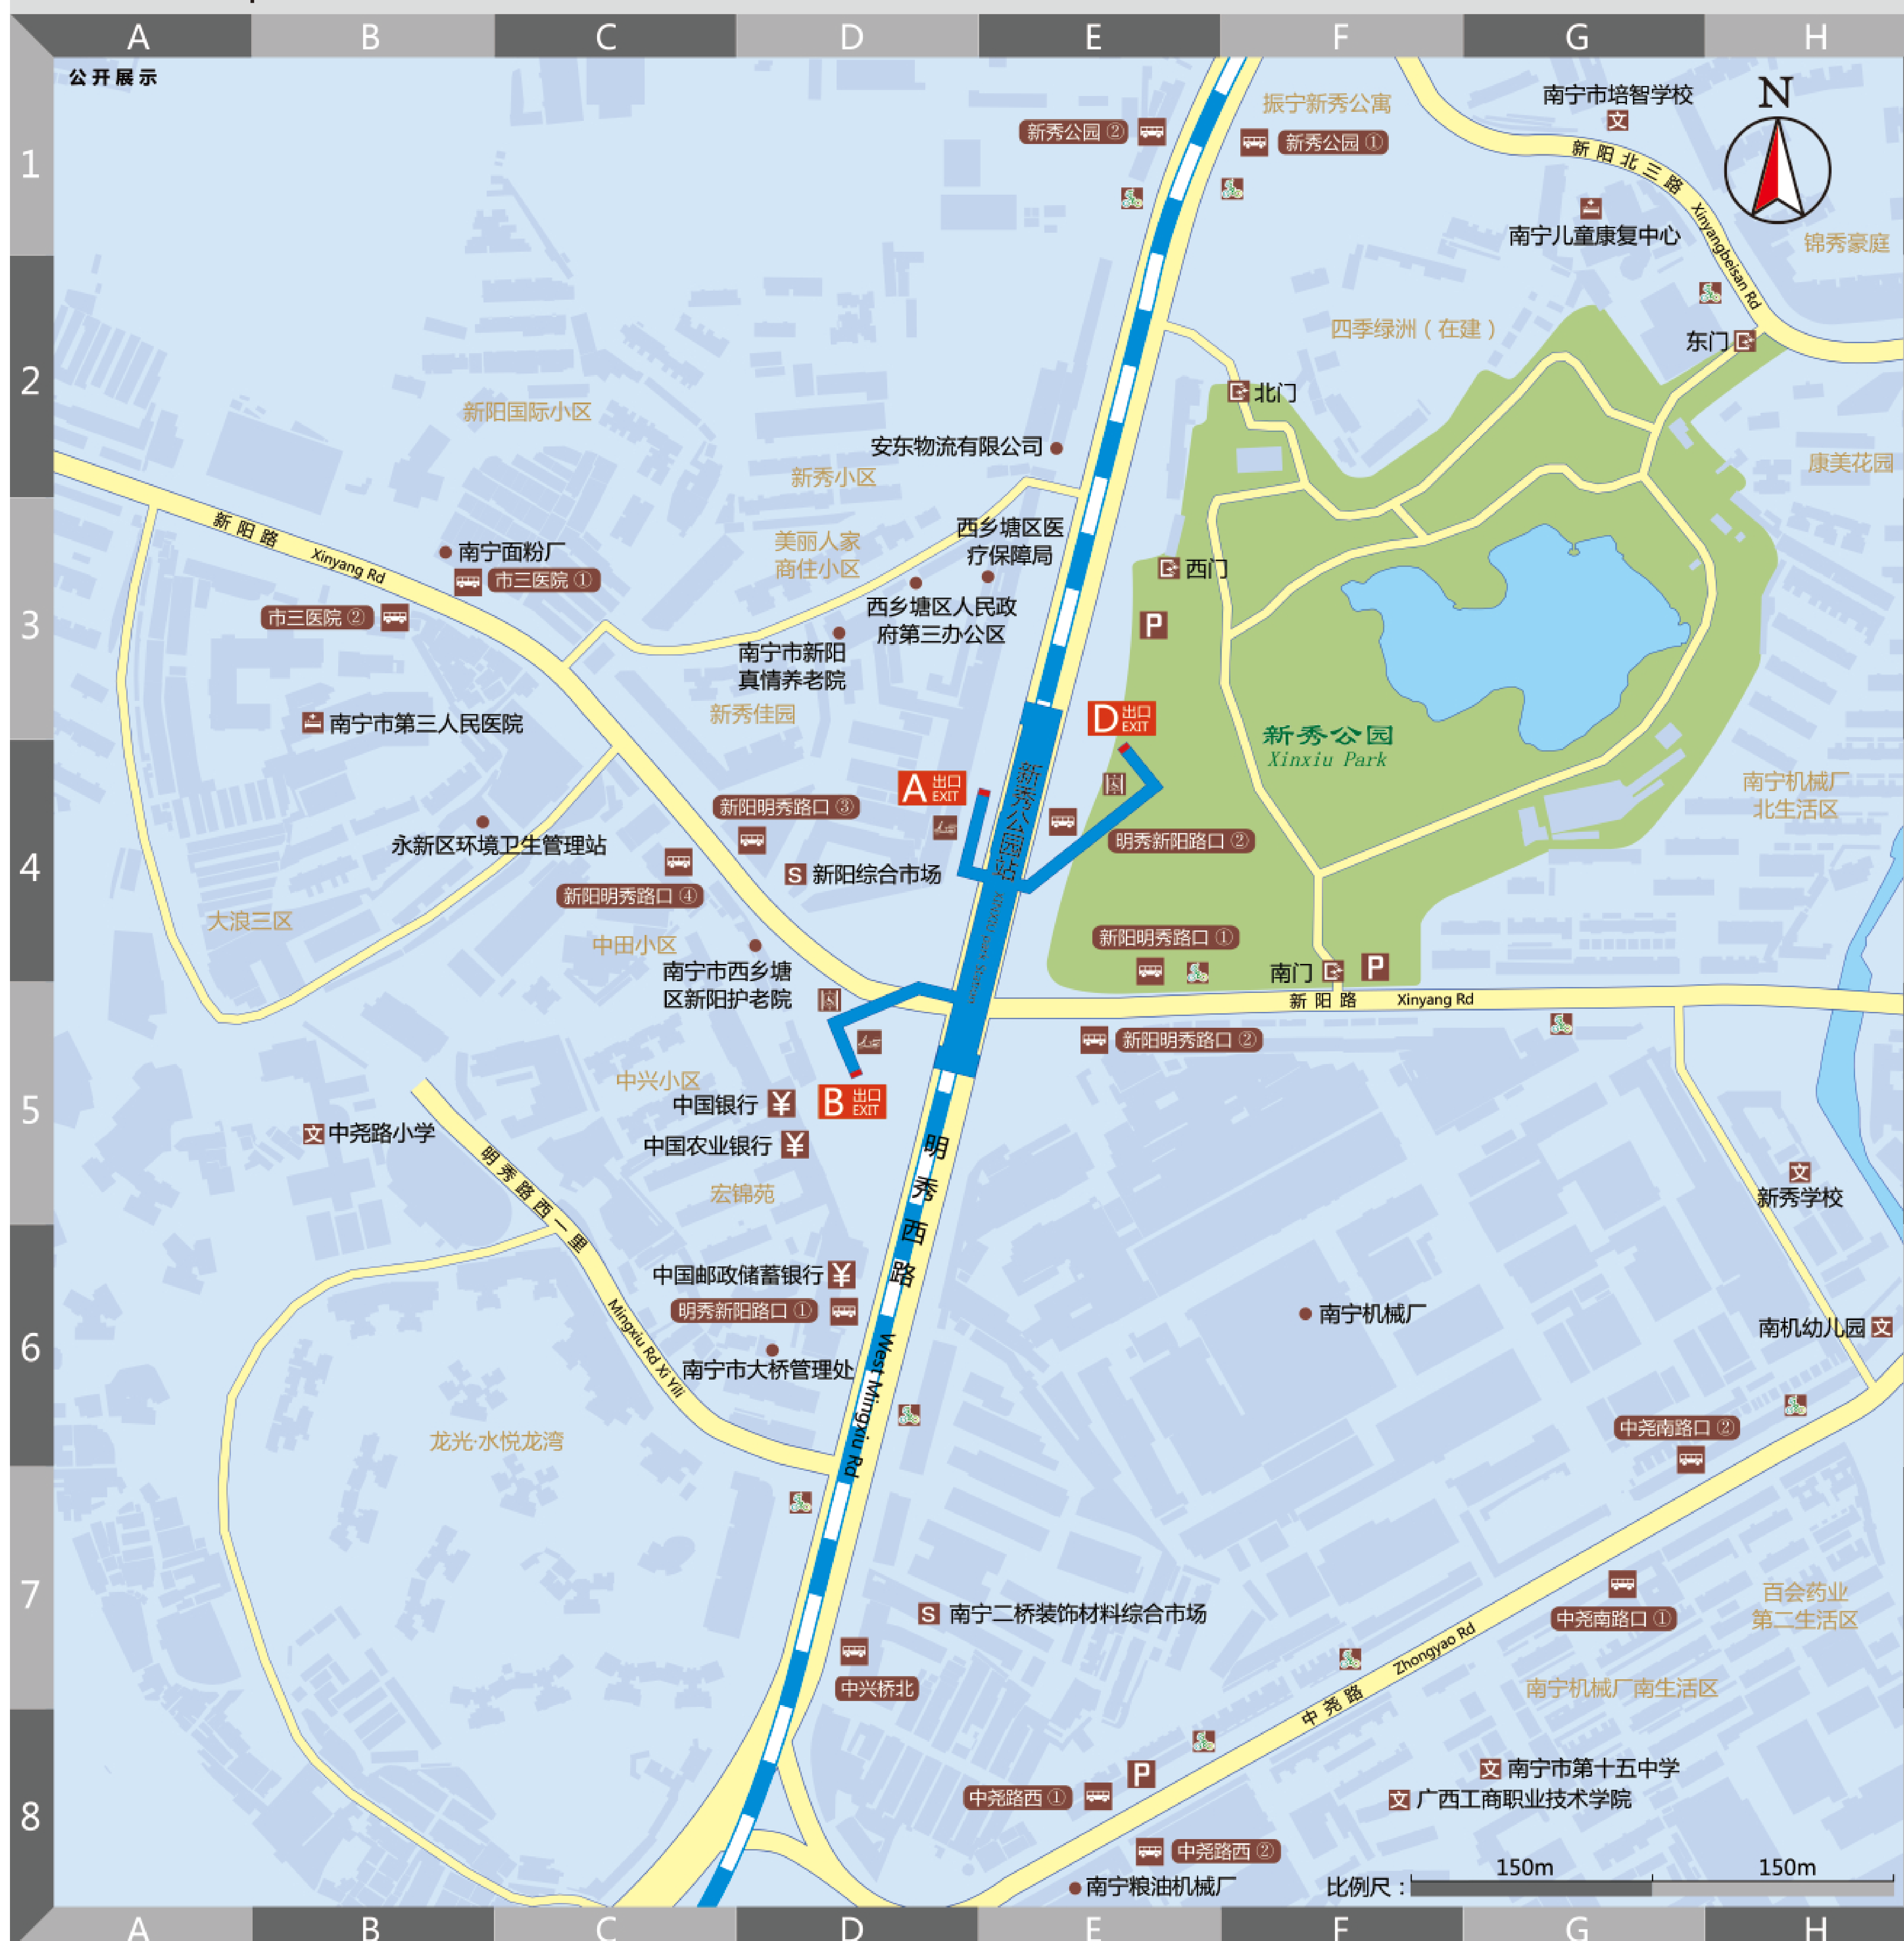 A B C D E F G H
公开展示
1
振宁新秀公寓
南宁市培智学校
文
N
新秀公园 ②
新秀公园 ①
新阳北三路
Xinyangbeisan Rd
南宁儿童康复中心
锦秀豪庭
2
四季绿洲（在建）
东门
北门
新阳国际小区
安东物流有限公司
新秀小区
康美花园
新阳路
Xinyang Rd
南宁面粉厂
市三医院 ①
市三医院 ②
美丽人家
商住小区
西乡塘区医
疗保障局
西门
3
P
西乡塘区人民政
府第三办公区
南宁市新阳
真情养老院
新秀佳园
南宁市第三人民医院
D 出口
EXIT
新秀公园
Xinxiu Park
A 出口
EXIT
新秀公园站
南宁机械厂
北生活区
新阳明秀路口 ③
明秀新阳路口 ②
永新区环境卫生管理站
4
S 新阳综合市场
新阳明秀路口 ④
大浪三区
中田小区
新阳明秀路口 ①
南宁市西乡塘
区新阳护老院
南门
P
新阳路 Xinyang Rd
新阳明秀路口 ②
中兴小区
中国银行 ¥
B 出口
EXIT
5
文 中尧路小学
中国农业银行 ¥
明秀西路
West Mingxiu Rd
明秀路西一里
Mingxiu Rd Xi Yili
宏锦苑
文
新秀学校
中国邮政储蓄银行 ¥
明秀新阳路口 ①
南宁机械厂
南机幼儿园 文
6
南宁市大桥管理处
龙光·水悦龙湾
中尧南路口 ②
7
S 南宁二桥装饰材料综合市场
中尧南路口 ①
百会药业
第二生活区
中尧路
Zhongyao Rd
中兴桥北
南宁机械厂南生活区
8
P
中尧路西 ①
文 南宁市第十五中学
文 广西工商职业技术学院
中尧路西 ②
南宁粮油机械厂
比例尺：
150m 150m
A B C D E F G H